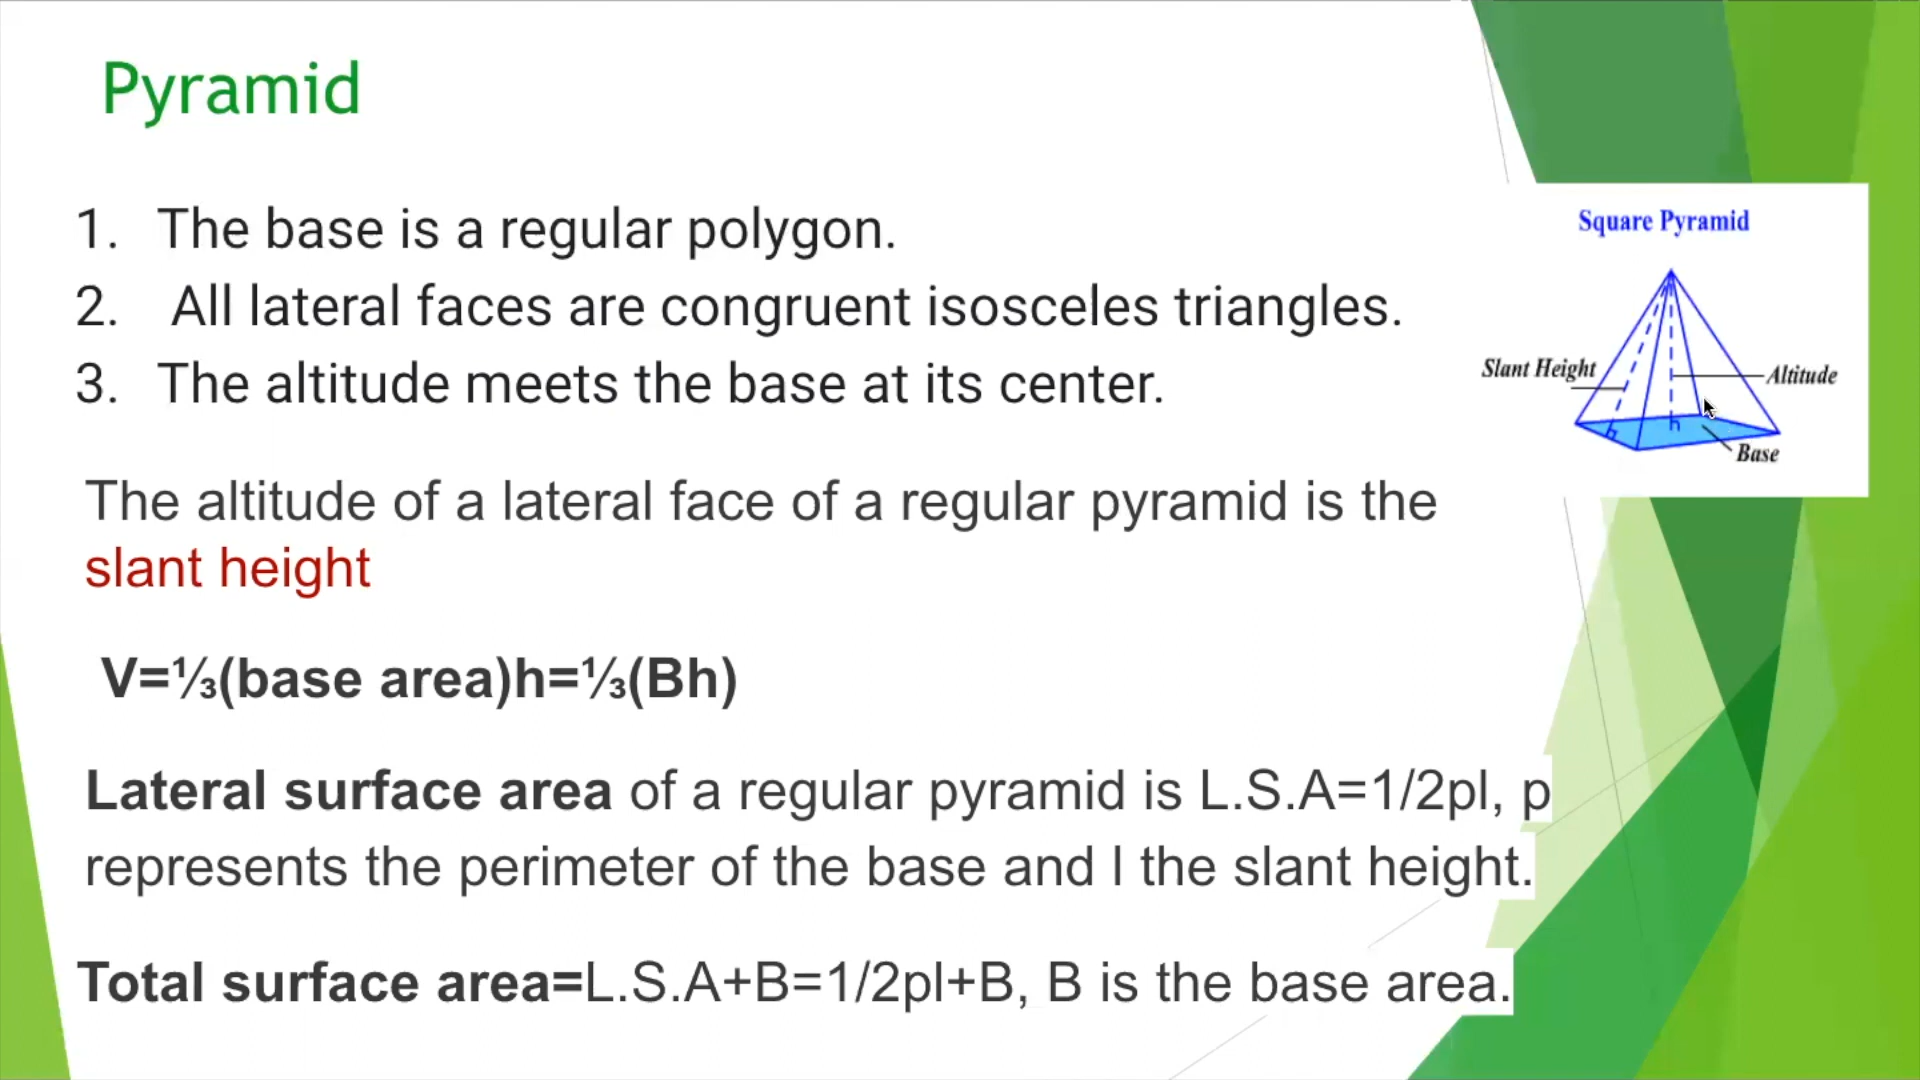 Pyramid
1. The base is a regular polygon.
2. All lateral faces are congruent isosceles triangles.
3. The altitude meets the base at its center.
The altitude of a lateral face of a regular pyramid is the
slant height
V=⅓(base area)h=⅓(Bh)
Lateral surface area of a regular pyramid is L.S.A=1/2pl, p
represents the perimeter of the base and l the slant height.
Total surface area=L.S.A+B=1/2pl+B, B is the base area.
Square Pyramid
Slant Height
Altitude
h
h
Base